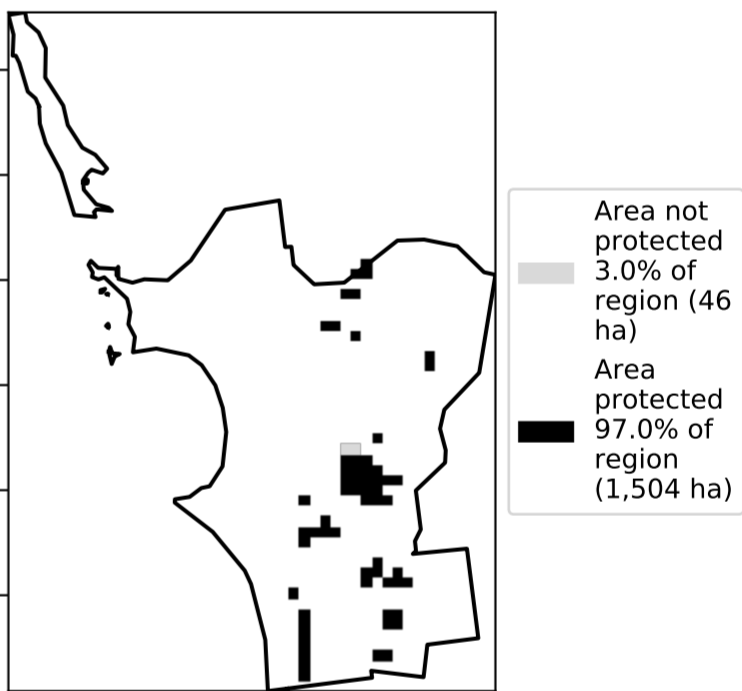 Area not
protected
3.0% of
region (46
ha)
Area
protected
97.0% of
region
(1,504 ha)